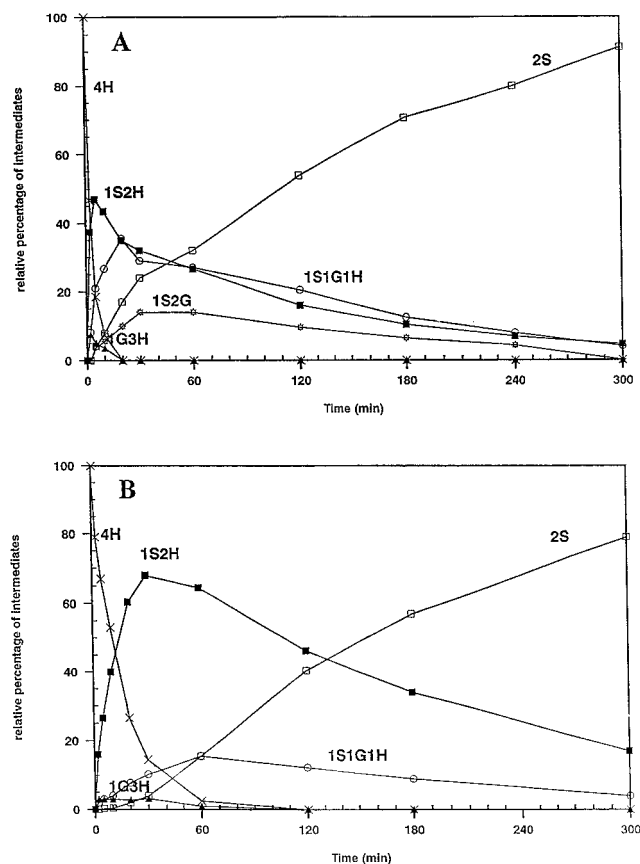 A
relative percentage of intermediates
100
80
60
40
20
0
4H
1S2H
2S
1S1G1H
1S2G
1G3H
0 60 120 180 240 300
Time (min)
B
relative percentage of intermediates
100
80
60
40
20
0
4H
1S2H
2S
1S1G1H
1G3H
0 60 120 180 240 300
Time (min)